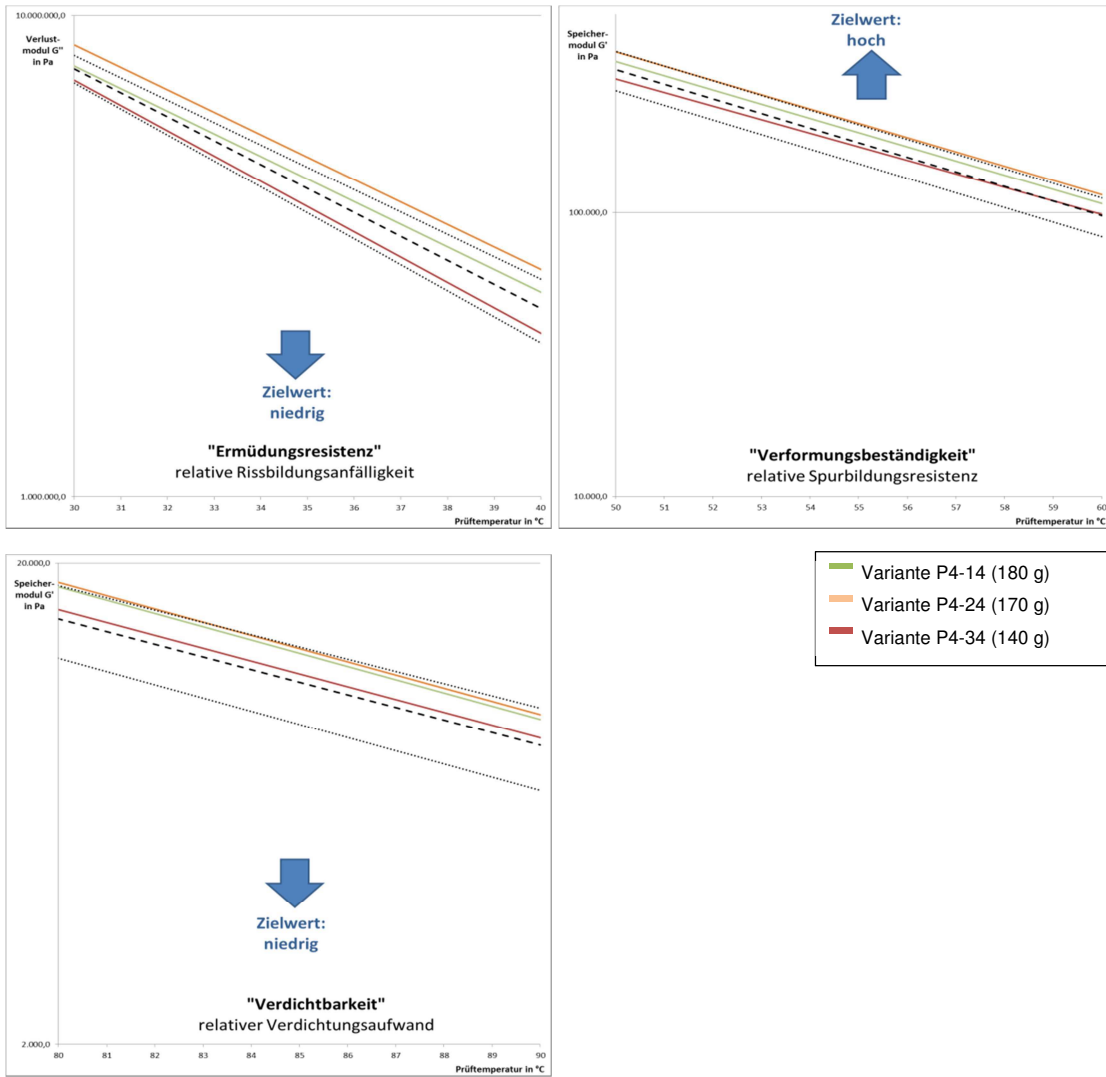 10.000.000,0
Verlust-
modul G''
in Pa
Zielwert:
niedrig
"Ermüdungsresistenz"
relative Rissbildungsanfälligkeit
1.000.000,0
30 31 32 33 34 35 36 37 38 39 40
Prüftemperatur in °C
Speicher-
modul G'
in Pa
Zielwert:
hoch
100.000,0
"Verformungsbeständigkeit"
relative Spurbildungsresistenz
10.000,0
50 51 52 53 54 55 56 57 58 59 60
Prüftemperatur in °C
20.000,0
Speicher-
modul G'
in Pa
Zielwert:
niedrig
"Verdichtbarkeit"
relativer Verdichtungsaufwand
2.000,0
80 81 82 83 84 85 86 87 88 89 90
Prüftemperatur in °C
Variante P4-14 (180 g)
Variante P4-24 (170 g)
Variante P4-34 (140 g)